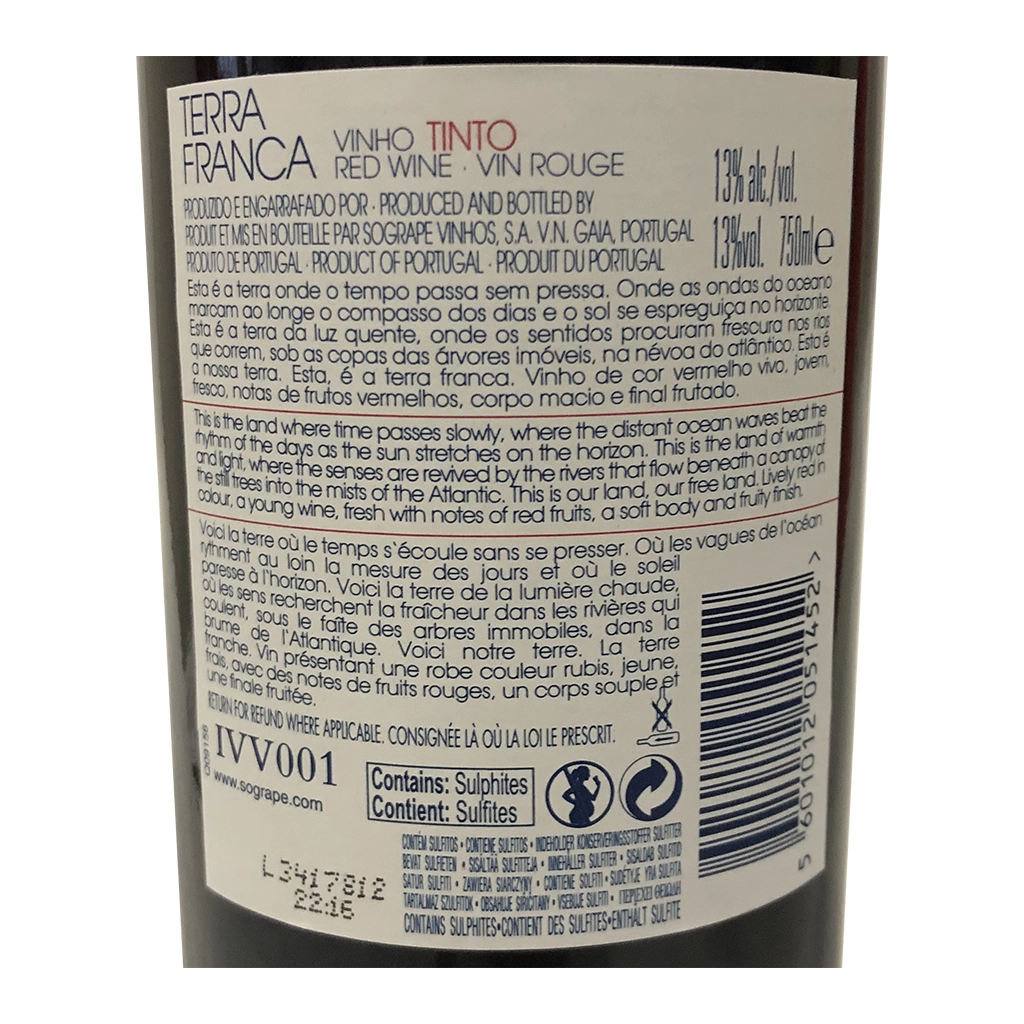 TERRA
FRANCA
VINHO TINTO
RED WINE · VIN ROUGE
13% alc./vol.
PRODUZIDO E ENGARRAFADO POR · PRODUCED AND BOTTLED BY
PRODUIT ET MIS EN BOUTEILLE PAR SOGRAPE VINHOS, S.A. V.N. GAIA, PORTUGAL
PRODUTO DE PORTUGAL · PRODUCT OF PORTUGAL · PRODUIT DU PORTUGAL
13%vol. 750ml e
Esta é a terra onde o tempo passa sem pressa. Onde as ondas do oceano
marcam ao longe o compasso dos dias e o sol se espreguiça no horizonte.
Esta é a terra da luz quente, onde os sentidos procuram frescura nos rios
que correm, sob as copas das árvores imóveis, na névoa do atlântico. Esta é
a nossa terra. Esta, é a terra franca. Vinho de cor vermelho vivo, jovem,
fresco, notas de frutos vermelhos, corpo macio e final frutado.
This is the land where time passes slowly, where the distant ocean waves beat the
rhythm of the days as the sun stretches on the horizon. This is the land of warmth
and light, where the senses are revived by the rivers that flow beneath a canopy of
the still trees into the mists of the Atlantic. This is our land, our free land. Lively red in
colour, a young wine, fresh with notes of red fruits, a soft body and fruity finish.
Voici la terre où le temps s'écoule sans se presser. Où les vagues de l'océan
rythment au loin la mesure des jours et où le soleil
paresse à l'horizon. Voici la terre de la lumière chaude,
où les sens recherchent la fraîcheur dans les rivières qui
coulent, sous le faîte des arbres immobiles, dans la
brume de l'Atlantique. Voici notre terre. La terre
franche. Vin présentant une robe couleur rubis, jeune,
frais, avec des notes de fruits rouges, un corps souple et
une finale fruitée.
RETURN FOR REFUND WHERE APPLICABLE. CONSIGNÉE LÀ OÙ LA LOI LE PRESCRIT.
O09156
IVV001
www.sogrape.com
Contains: Sulphites
Contient: Sulfites
5 601012 051452 >
CONTÉM SULFITOS • CONTIENE SULFITOS • INDEHOLDER KONSERVERINGSSTOFFER SULFITTER
BEVAT SULFIETEN • SISÄLTÄÄ SULFIITTEJA • INNEHÅLLER SULFITER • SISALDAB SULFITID
SATUR SULFITI • ZAWIERA SIARCZYNY • CONTIENE SOLFITI • SUDĖTYJE YRA SULFITA
TARTALMAZ SZULFITOK • OBSAHUJE SIRIČITANY • VSEBUJE SULFITI • ΠΕΡΙΕΧΕΙ ΘΕΙΩΔΗ
CONTAINS SULPHITES•CONTIENT DES SULFITES•ENTHÄLT SULFITE
L3417812
22:16